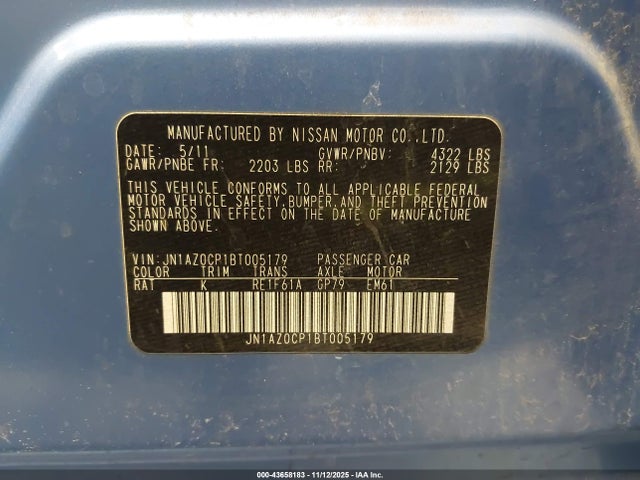 MANUFACTURED BY NISSAN MOTOR CO.,LTD.
DATE: 5/11 GVWR/PNBV: 4322 LBS
GAWR/PNBE FR: 2203 LBS RR: 2129 LBS
THIS VEHICLE CONFORMS TO ALL APPLICABLE FEDERAL
MOTOR VEHICLE SAFETY,BUMPER,AND THEFT PREVENTION
STANDARDS IN EFFECT ON THE DATE OF MANUFACTURE
SHOWN ABOVE.
VIN: JN1AZ0CP1BT005179 PASSENGER CAR
COLOR TRIM TRANS AXLE MOTOR
RAT K RE1F61A GP79 EM61
JN1AZ0CP1BT005179
000-43658183 - 11/12/2025 - IAA Inc.